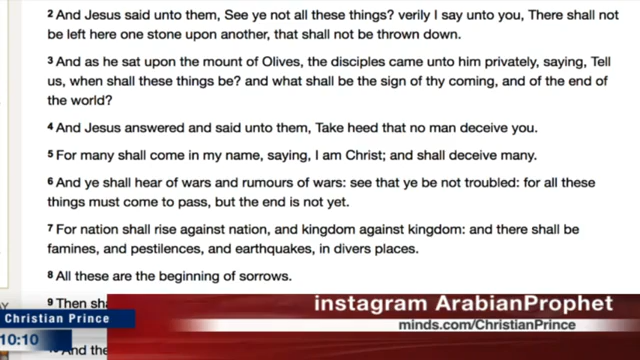 2 And Jesus said unto them, See ye not all these things? verily I say unto you, There shall not
be left here one stone upon another, that shall not be thrown down.
3 And as he sat upon the mount of Olives, the disciples came unto him privately, saying, Tell
us, when shall these things be? and what shall be the sign of thy coming, and of the end of
the world?
4 And Jesus answered and said unto them, Take heed that no man deceive you.
5 For many shall come in my name, saying, I am Christ; and shall deceive many.
6 And ye shall hear of wars and rumours of wars: see that ye be not troubled: for all these
things must come to pass, but the end is not yet.
7 For nation shall rise against nation, and kingdom against kingdom: and there shall be
famines, and pestilences, and earthquakes, in divers places.
8 All these are the beginning of sorrows.
9 Then sha
instagram ArabianProphet
Christian Prince
minds.com/ChristianPrince
10:10
And the